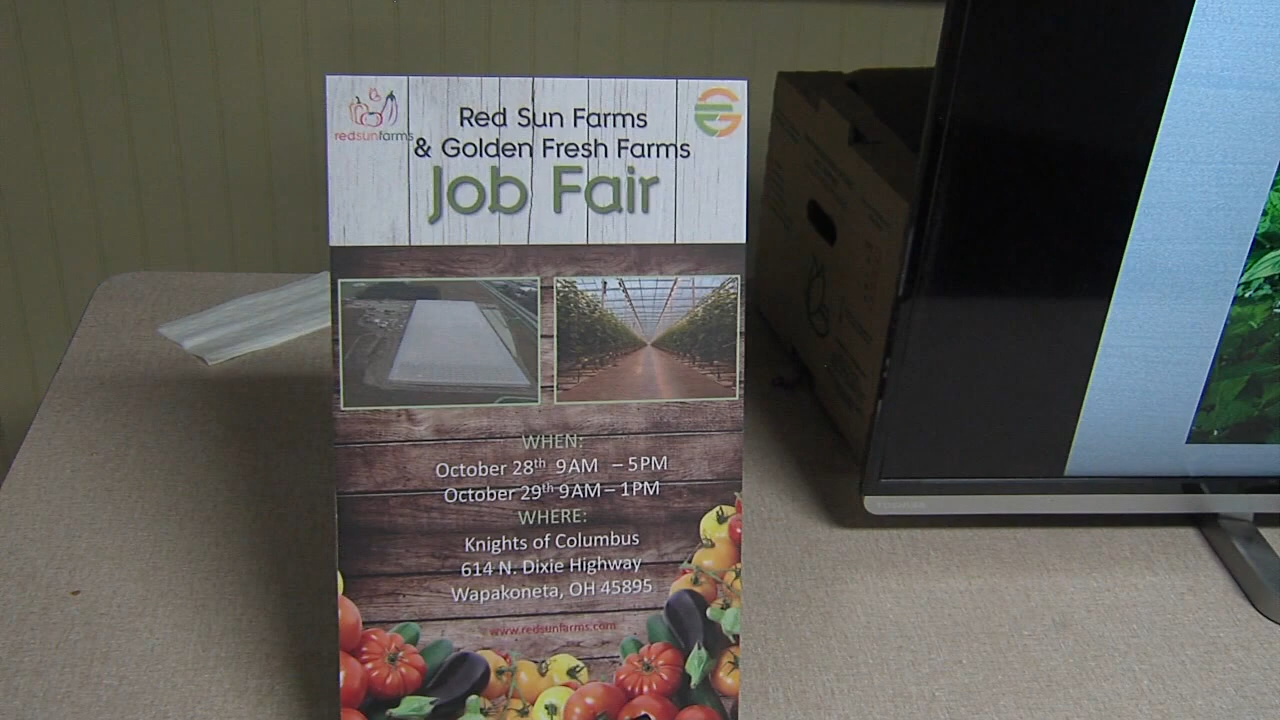 redsunfarms
Red Sun Farms
& Golden Fresh Farms
Job Fair
WHEN:
October 28th 9AM – 5PM
October 29th 9AM – 1PM
WHERE:
Knights of Columbus
614 N. Dixie Highway
Wapakoneta, OH 45895
www.redsunfarms.com